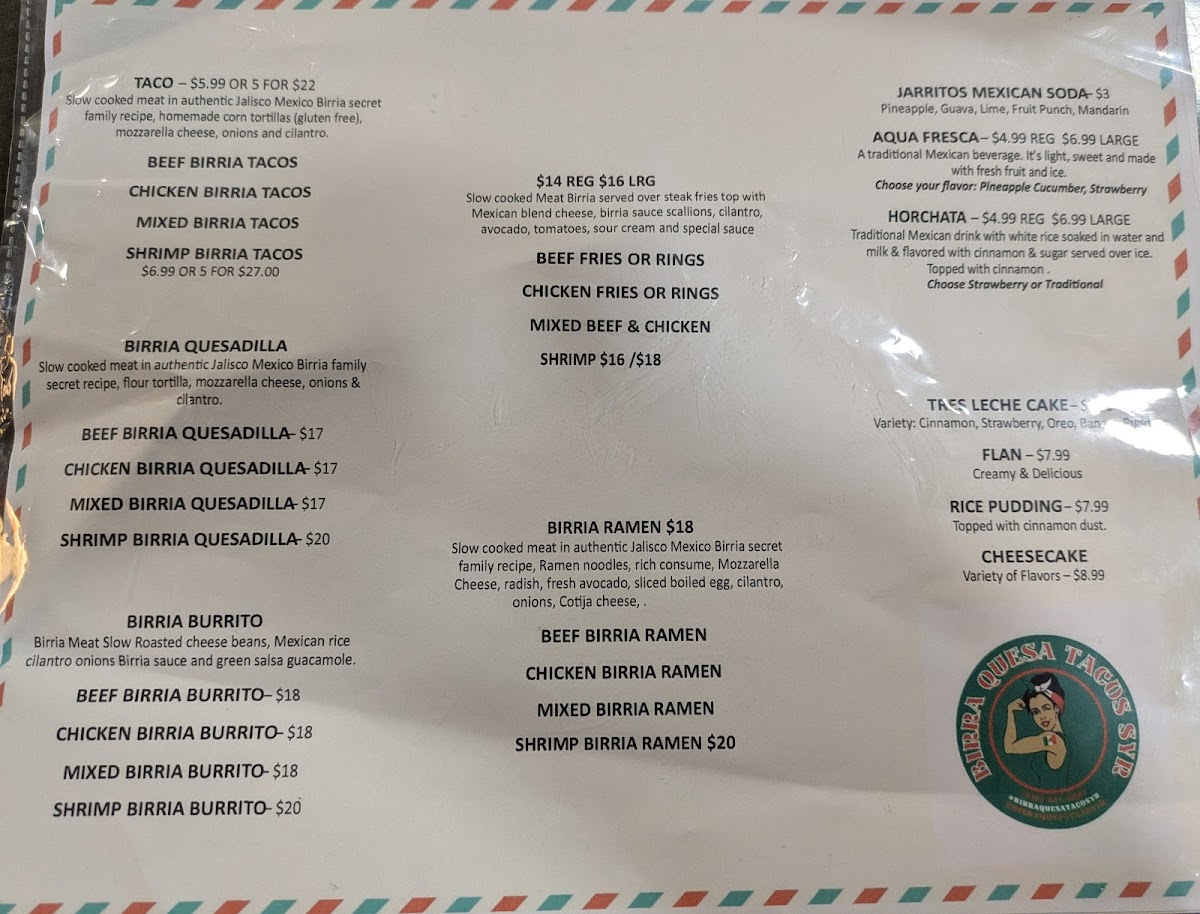 TACO – $5.99 OR 5 FOR $22
Slow cooked meat in authentic Jalisco Mexico Birria secret
family recipe, homemade corn tortillas (gluten free),
mozzarella cheese, onions and cilantro.
BEEF BIRRIA TACOS
CHICKEN BIRRIA TACOS
MIXED BIRRIA TACOS
SHRIMP BIRRIA TACOS
$6.99 OR 5 FOR $27.00
BIRRIA QUESADILLA
Slow cooked meat in authentic Jalisco Mexico Birria family
secret recipe, flour tortilla, mozzarella cheese, onions &
cilantro.
BEEF BIRRIA QUESADILLA– $17
CHICKEN BIRRIA QUESADILLA– $17
MIXED BIRRIA QUESADILLA– $17
SHRIMP BIRRIA QUESADILLA– $20
BIRRIA BURRITO
Birria Meat Slow Roasted cheese beans, Mexican rice
cilantro onions Birria sauce and green salsa guacamole.
BEEF BIRRIA BURRITO– $18
CHICKEN BIRRIA BURRITO– $18
MIXED BIRRIA BURRITO– $18
SHRIMP BIRRIA BURRITO– $20
$14 REG $16 LRG
Slow cooked Meat Birria served over steak fries top with
Mexican blend cheese, birria sauce scallions, cilantro,
avocado, tomatoes, sour cream and special sauce
BEEF FRIES OR RINGS
CHICKEN FRIES OR RINGS
MIXED BEEF & CHICKEN
SHRIMP $16 /$18
BIRRIA RAMEN $18
Slow cooked meat in authentic Jalisco Mexico Birria secret
family recipe, Ramen noodles, rich consume, Mozzarella
Cheese, radish, fresh avocado, sliced boiled egg, cilantro,
onions, Cotija cheese, .
BEEF BIRRIA RAMEN
CHICKEN BIRRIA RAMEN
MIXED BIRRIA RAMEN
SHRIMP BIRRIA RAMEN $20
JARRITOS MEXICAN SODA– $3
Pineapple, Guava, Lime, Fruit Punch, Mandarin
AQUA FRESCA– $4.99 REG $6.99 LARGE
A traditional Mexican beverage. It's light, sweet and made
with fresh fruit and ice.
Choose your flavor: Pineapple Cucumber, Strawberry
HORCHATA – $4.99 REG $6.99 LARGE
Traditional Mexican drink with white rice soaked in water and
milk & flavored with cinnamon & sugar served over ice.
Topped with cinnamon .
Choose Strawberry or Traditional
TRES LECHE CAKE–
Variety: Cinnamon, Strawberry, Oreo,
FLAN – $7.99
Creamy & Delicious
RICE PUDDING– $7.99
Topped with cinnamon dust.
CHEESECAKE
Variety of Flavors – $8.99
BIRRA QUESA TACOS SYR
#BIRRAQUESATACOSYR